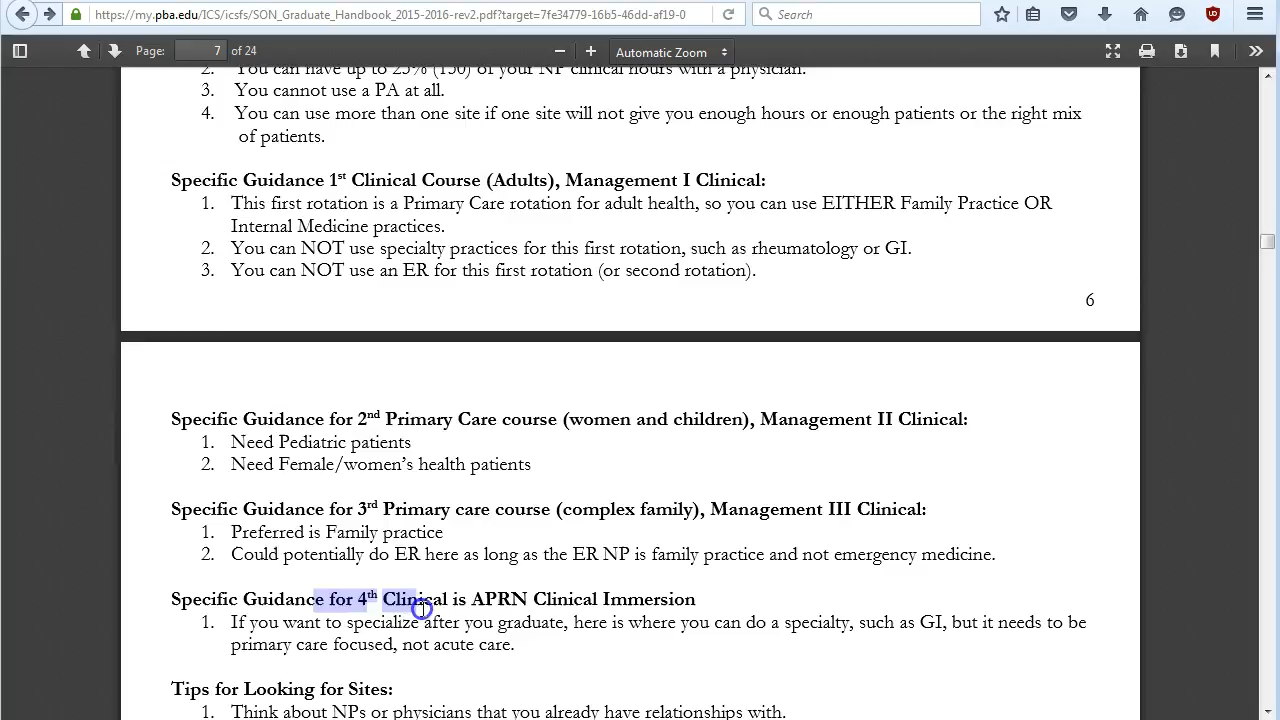 https://my.pba.edu/ICS/icsfs/SON_Graduate_Handbook_2015-2016-rev2.pdf?target=7fe34779-16b5-46dd-af19-0
Search
Page: 7 of 24
Automatic Zoom
2. You can have up to 25% (150) of your NP clinical hours with a physician.
3. You cannot use a PA at all.
4. You can use more than one site if one site will not give you enough hours or enough patients or the right mix
of patients.
Specific Guidance 1st Clinical Course (Adults), Management I Clinical:
1. This first rotation is a Primary Care rotation for adult health, so you can use EITHER Family Practice OR
Internal Medicine practices.
2. You can NOT use specialty practices for this first rotation, such as rheumatology or GI.
3. You can NOT use an ER for this first rotation (or second rotation).
6
Specific Guidance for 2nd Primary Care course (women and children), Management II Clinical:
1. Need Pediatric patients
2. Need Female/women's health patients
Specific Guidance for 3rd Primary care course (complex family), Management III Clinical:
1. Preferred is Family practice
2. Could potentially do ER here as long as the ER NP is family practice and not emergency medicine.
Specific Guidance for 4th Clinical is APRN Clinical Immersion
1. If you want to specialize after you graduate, here is where you can do a specialty, such as GI, but it needs to be
primary care focused, not acute care.
Tips for Looking for Sites:
1. Think about NPs or physicians that you already have relationships with.